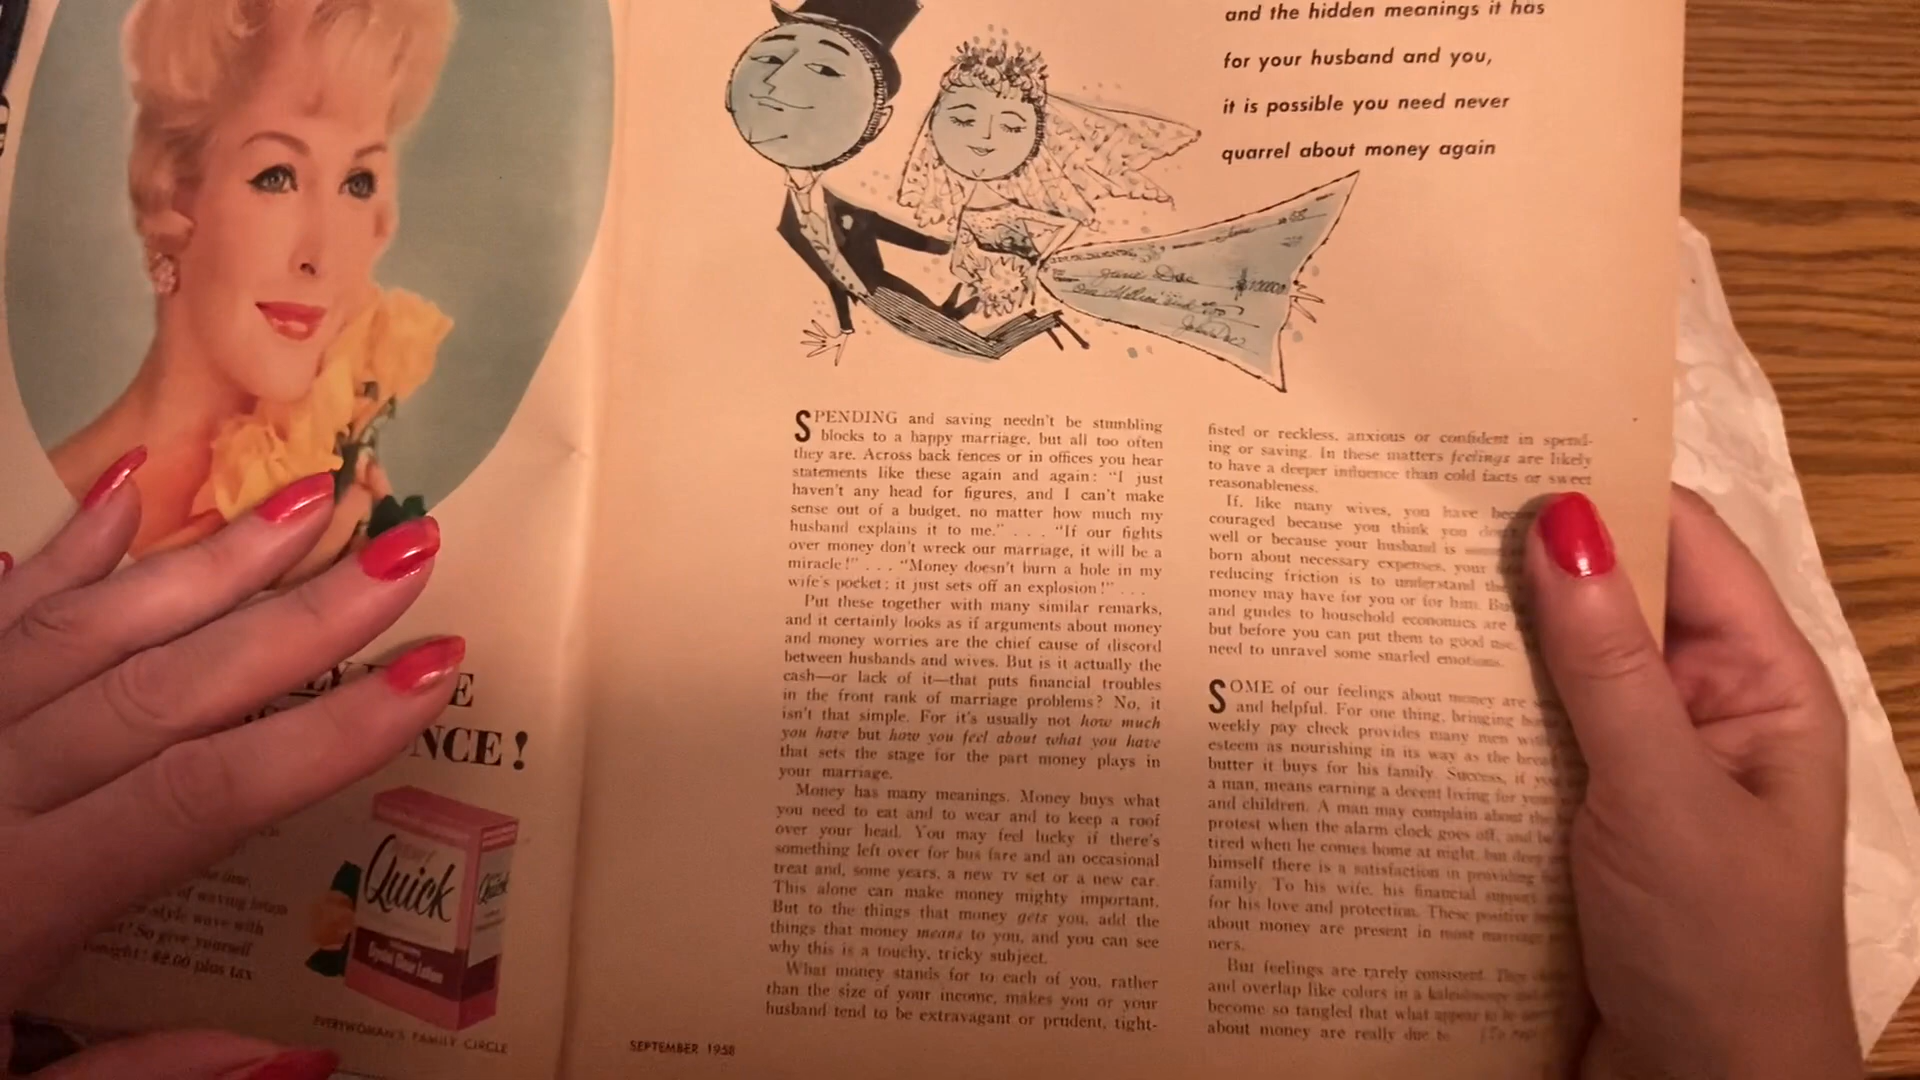 NCE!
Quick
of waving lotion
style wave with
So give yourself
tonight! $2.00 plus tax
EVERYWOMAN'S FAMILY CIRCLE
and the hidden meanings it has
for your husband and you,
it is possible you need never
quarrel about money again
Jane Doe
John Doe
SPENDING and saving needn't be stumbling
blocks to a happy marriage, but all too often
they are. Across back fences or in offices you hear
statements like these again and again: "I just
haven't any head for figures, and I can't make
sense out of a budget, no matter how much my
husband explains it to me." . . . "If our fights
over money don't wreck our marriage, it will be a
miracle!" . . . "Money doesn't burn a hole in my
wife's pocket; it just sets off an explosion!" . . .
Put these together with many similar remarks,
and it certainly looks as if arguments about money
and money worries are the chief cause of discord
between husbands and wives. But is it actually the
cash—or lack of it—that puts financial troubles
in the front rank of marriage problems? No, it
isn't that simple. For it's usually not how much
you have but how you feel about what you have
that sets the stage for the part money plays in
your marriage.
Money has many meanings. Money buys what
you need to eat and to wear and to keep a roof
over your head. You may feel lucky if there's
something left over for bus fare and an occasional
treat and, some years, a new TV set or a new car.
This alone can make money mighty important.
But to the things that money gets you, add the
things that money means to you, and you can see
why this is a touchy, tricky subject.
What money stands for to each of you, rather
than the size of your income, makes you or your
husband tend to be extravagant or prudent, tight-
fisted or reckless, anxious or confident in spend-
ing or saving. In these matters feelings are likely
to have a deeper influence than cold facts or sweet
reasonableness.
If, like many wives, you have
couraged because you think you
well or because your husband is
born about necessary expenses, your
reducing friction is to understand
money may have for you or for him.
and guides to household economics are
but before you can put them to good
need to unravel some snarled emotions.
SOME of our feelings about money are
and helpful. For one thing, bringing
weekly pay check provides many men
esteem as nourishing in its way as the
butter it buys for his family. Success, if
a man, means earning a decent living for
and children. A man may complain about
protest when the alarm clock goes off, and
tired when he comes home at night, but
himself there is a satisfaction in providing
family. To his wife, his financial support
for his love and protection. These positive
about money are present in most
ners.
But feelings are rarely consistent.
and overlap like colors in a kaleidoscope
become so tangled that what
about money are really due to
SEPTEMBER 1958